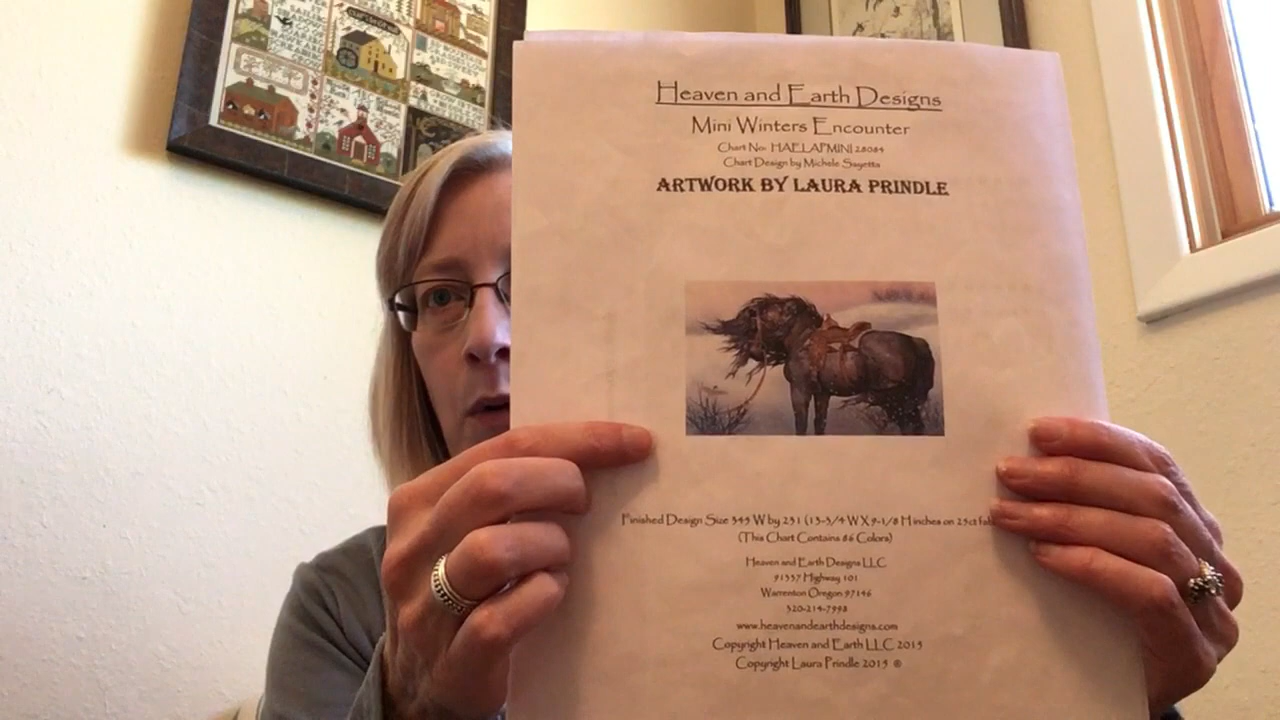 Heaven and Earth Designs
Mini Winters Encounter
Chart No: HAELAPMINI 28084
Chart Design by Michele Sayetta
ARTWORK BY LAURA PRINDLE
Finished Design Size 345 W by 231 (13-3/4 W X 9-1/8 H inches on 25ct fab
(This Chart Contains 86 Colors)
Heaven and Earth Designs LLC
91337 Highway 101
Warrenton Oregon 97146
320-214-7998
www.heavenandearthdesigns.com
Copyright Heaven and Earth LLC 2015
Copyright Laura Prindle 2015 ®